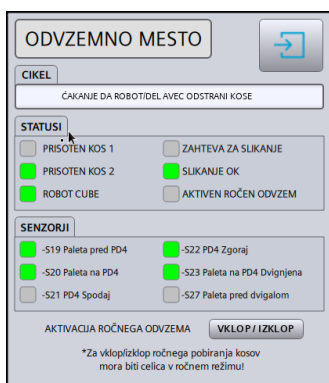 ODVZEMNO MESTO
CIKEL
ČAKANJE DA ROBOT/DELAVEC ODSTRANI KOSE
STATUSI
PRISOTEN KOS 1
ZAHTEVA ZA SLIKANJE
PRISOTEN KOS 2
SLIKANJE OK
ROBOT CUBE
AKTIVEN ROČEN ODVZEM
SENZORJI
-S19 Paleta pred PD4
-S22 PD4 Zgoraj
-S20 Paleta na PD4
-S23 Paleta na PD4 Dvignjena
-S21 PD4 Spodaj
-S27 Paleta pred dvigalom
AKTIVACIJA ROČNEGA ODVZEMA
VKLOP / IZKLOP
*Za vklop/izklop ročnega pobiranja kosov
mora biti celica v ročnem režimu!